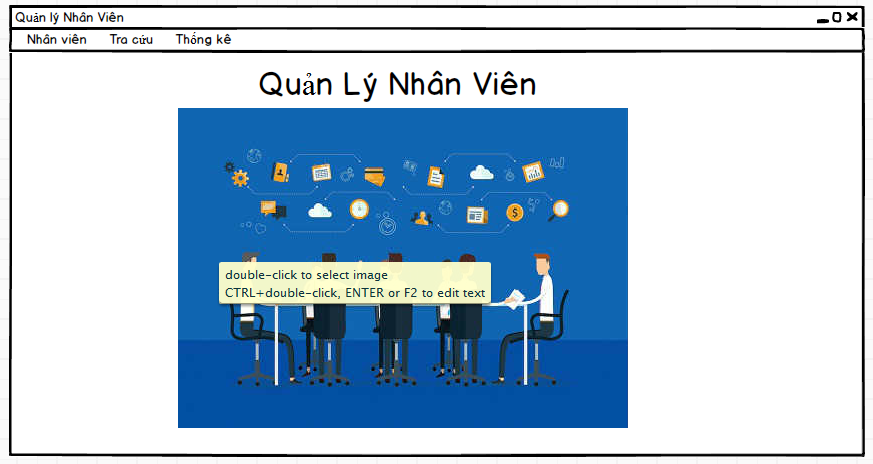 Quản lý Nhân Viên
Nhân viên Tra cứu Thống kê
Quản Lý Nhân Viên
double-click to select image
CTRL+double-click, ENTER or F2 to edit text